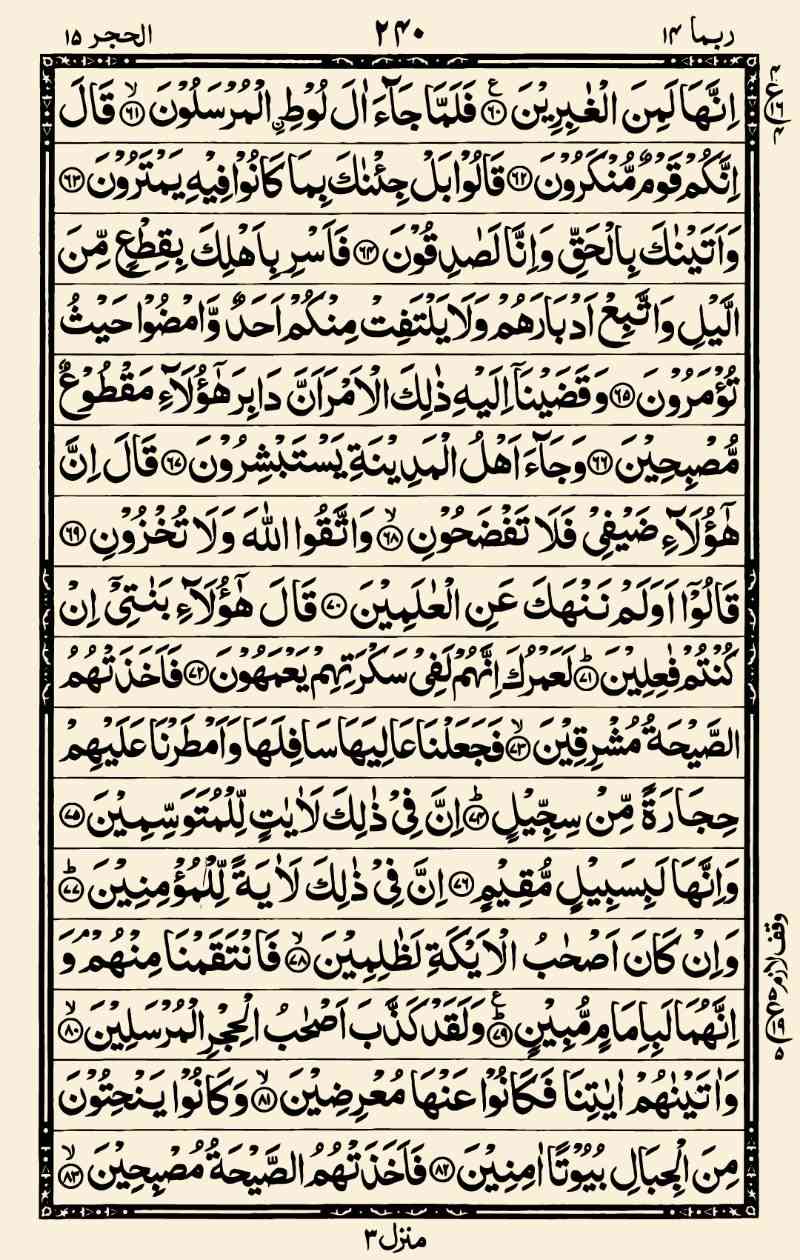 ربما ١٤ ٢٤٠ الحجر ١٥
اِنَّهَا لَمِنَ الْغٰبِرِيْنَ ﴿٦٠﴾ فَلَمَّا جَآءَ اٰلَ لُوْطِ ِ۟الْمُرْسَلُوْنَ ﴿٦١﴾ قَالَ
اِنَّكُمْ قَوْمٌ مُّنْكَرُوْنَ ﴿٦٢﴾ قَالُوْا بَلْ جِئْنٰكَ بِمَا كَانُوْا فِيْهِ يَمْتَرُوْنَ ﴿٦٣﴾
وَاَتَيْنٰكَ بِالْحَقِّ وَاِنَّا لَصٰدِقُوْنَ ﴿٦٤﴾ فَاَسْرِ بِاَهْلِكَ بِقِطْعٍ مِّنَ
الَّيْلِ وَاتَّبِعْ اَدْبَارَهُمْ وَلَا يَلْتَفِتْ مِنْكُمْ اَحَدٌ وَّامْضُوْا حَيْثُ
تُؤْمَرُوْنَ ﴿٦٥﴾ وَقَضَيْنَآ اِلَيْهِ ذٰلِكَ الْاَمْرَ اَنَّ دَابِرَ هٰٓؤُلَآءِ مَقْطُوْعٌ
مُّصْبِحِيْنَ ﴿٦٦﴾ وَجَآءَ اَهْلُ الْمَدِيْنَةِ يَسْتَبْشِرُوْنَ ﴿٦٧﴾ قَالَ اِنَّ
هٰٓؤُلَآءِ ضَيْفِيْ فَلَا تَفْضَحُوْنِ ﴿٦٨﴾ وَاتَّقُوا اللّٰهَ وَلَا تُخْزُوْنِ ﴿٦٩﴾
قَالُوْٓا اَوَلَمْ نَنْهَكَ عَنِ الْعٰلَمِيْنَ ﴿٧٠﴾ قَالَ هٰٓؤُلَآءِ بَنٰتِيْٓ اِنْ
كُنْتُمْ فٰعِلِيْنَ ﴿٧١﴾ لَعَمْرُكَ اِنَّهُمْ لَفِيْ سَكْرَتِهِمْ يَعْمَهُوْنَ ﴿٧٢﴾ فَاَخَذَتْهُمُ
الصَّيْحَةُ مُشْرِقِيْنَ ﴿٧٣﴾ فَجَعَلْنَا عَالِيَهَا سَافِلَهَا وَاَمْطَرْنَا عَلَيْهِمْ
حِجَارَةً مِّنْ سِجِّيْلٍ ﴿٧٤﴾ اِنَّ فِيْ ذٰلِكَ لَاٰيٰتٍ لِّلْمُتَوَسِّمِيْنَ ﴿٧٥﴾
وَاِنَّهَا لَبِسَبِيْلٍ مُّقِيْمٍ ﴿٧٦﴾ اِنَّ فِيْ ذٰلِكَ لَاٰيَةً لِّلْمُؤْمِنِيْنَ ﴿٧٧﴾
وَاِنْ كَانَ اَصْحٰبُ الْاَيْكَةِ لَظٰلِمِيْنَ ﴿٧٨﴾ فَانْتَقَمْنَا مِنْهُمْ ۘ وَ
اِنَّهُمَا لَبِاِمَامٍ مُّبِيْنٍ ﴿٧٩﴾ وَلَقَدْ كَذَّبَ اَصْحٰبُ الْحِجْرِ الْمُرْسَلِيْنَ ﴿٨٠﴾
وَاٰتَيْنٰهُمْ اٰيٰتِنَا فَكَانُوْا عَنْهَا مُعْرِضِيْنَ ﴿٨١﴾ وَكَانُوْا يَنْحِتُوْنَ
مِنَ الْجِبَالِ بُيُوْتًا اٰمِنِيْنَ ﴿٨٢﴾ فَاَخَذَتْهُمُ الصَّيْحَةُ مُصْبِحِيْنَ ﴿٨٣﴾
منزل ٣
٤ ع ١٦ ٤
وقف لازم
ع ١٩ ٥